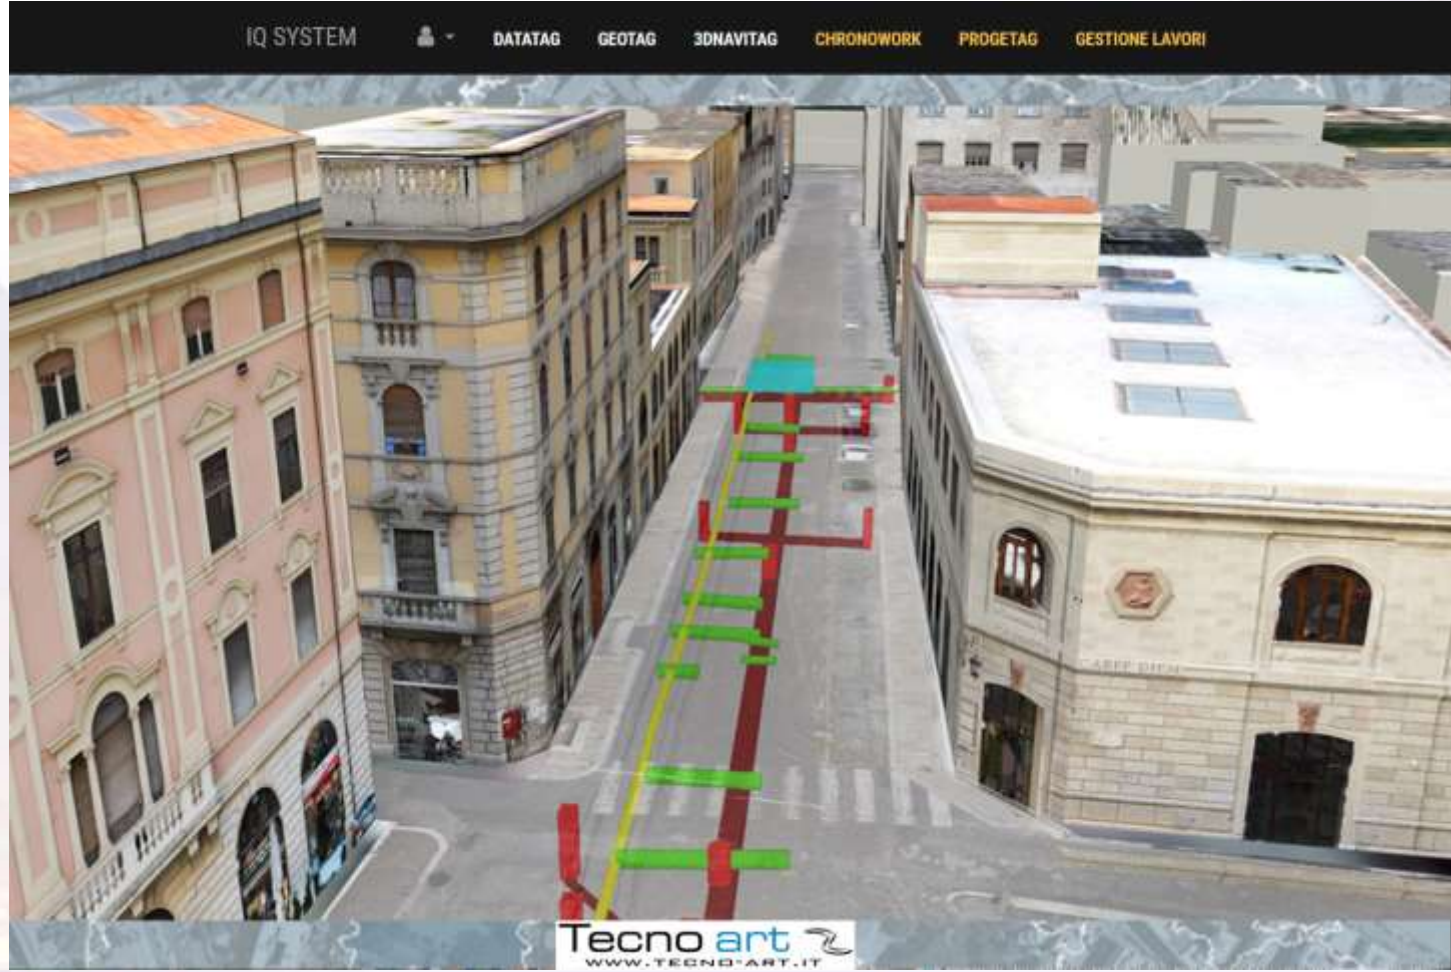 IQ SYSTEM
DATATAG
GEOTAG
3DNAVITAG
CHRONOWORK
PROGETAG
GESTIONE LAVORI
Tecno art
WWW.TECNO-ART.IT